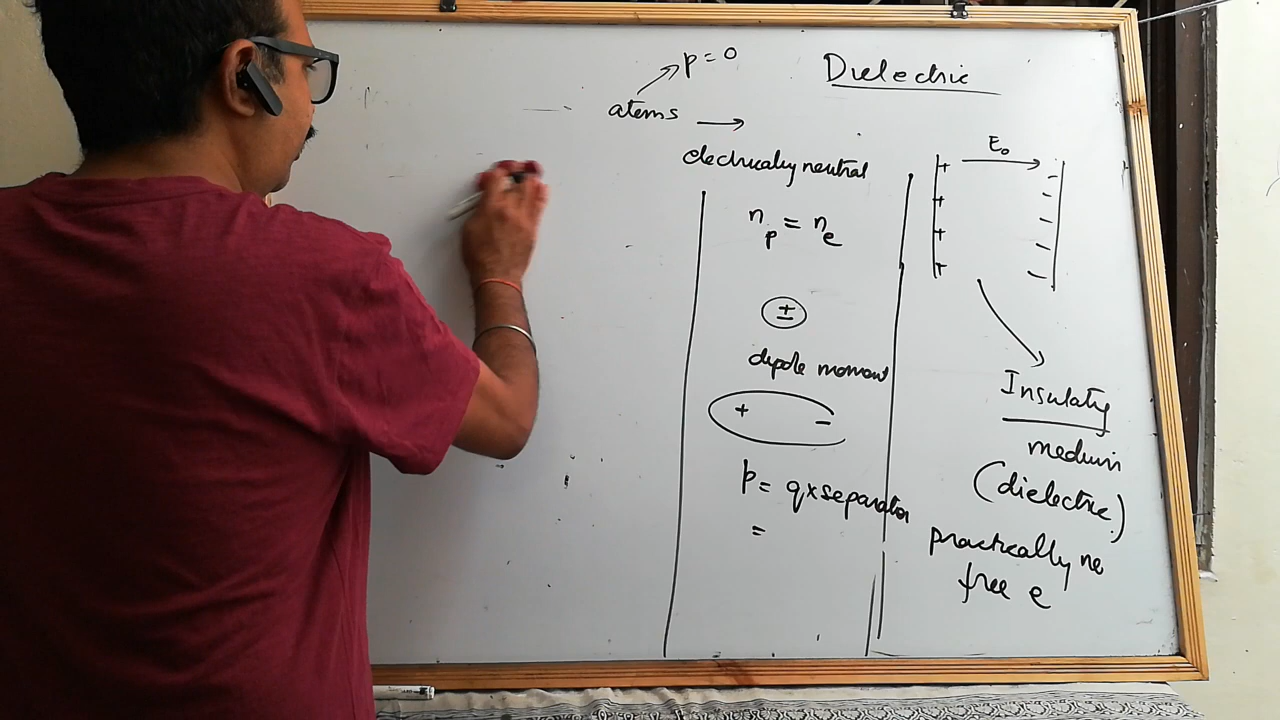 p = 0
atoms →
electrically neutral
n_p = n_e
±
dipole moment
+ -
p = q x separation
=
Dielectric
E₀
+ -
+ -
+ -
+ -
-
Insulating
medium
(dielectric)
practically no
free e